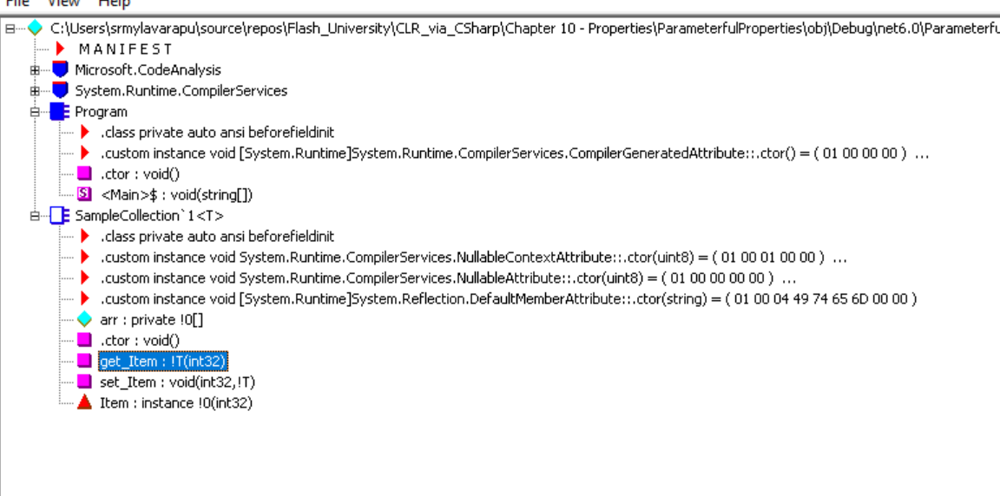 File View Help
C:\Users\srmylavarapu\source\repos\Flash_University\CLR_via_CSharp\Chapter 10 - Properties\ParameterfulProperties\obj\Debug\net6.0\Parameterfu
M A N I F E S T
Microsoft.CodeAnalysis
System.Runtime.CompilerServices
Program
.class private auto ansi beforefieldinit
.custom instance void [System.Runtime]System.Runtime.CompilerServices.CompilerGeneratedAttribute::.ctor() = ( 01 00 00 00 ) ...
.ctor : void()
S <Main>$ : void(string[])
SampleCollection`1<T>
.class private auto ansi beforefieldinit
.custom instance void System.Runtime.CompilerServices.NullableContextAttribute::.ctor(uint8) = ( 01 00 01 00 00 ) ...
.custom instance void System.Runtime.CompilerServices.NullableAttribute::.ctor(uint8) = ( 01 00 00 00 00 ) ...
.custom instance void [System.Runtime]System.Reflection.DefaultMemberAttribute::.ctor(string) = ( 01 00 04 49 74 65 6D 00 00 )
arr : private !0[]
.ctor : void()
get_Item : !T(int32)
set_Item : void(int32,!T)
Item : instance !0(int32)